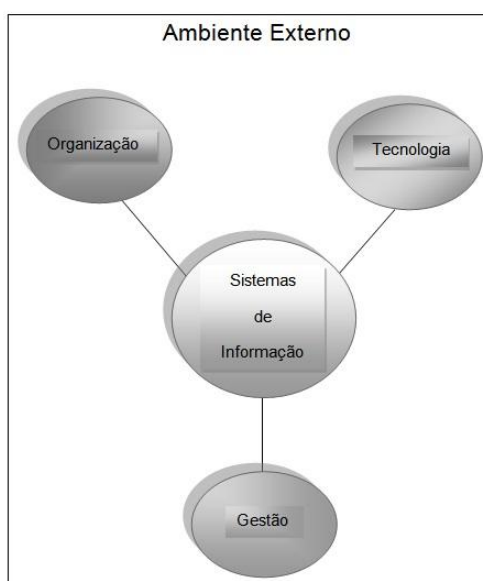 Ambiente Externo
Organização
Tecnologia
Sistemas
de
Informação
Gestão